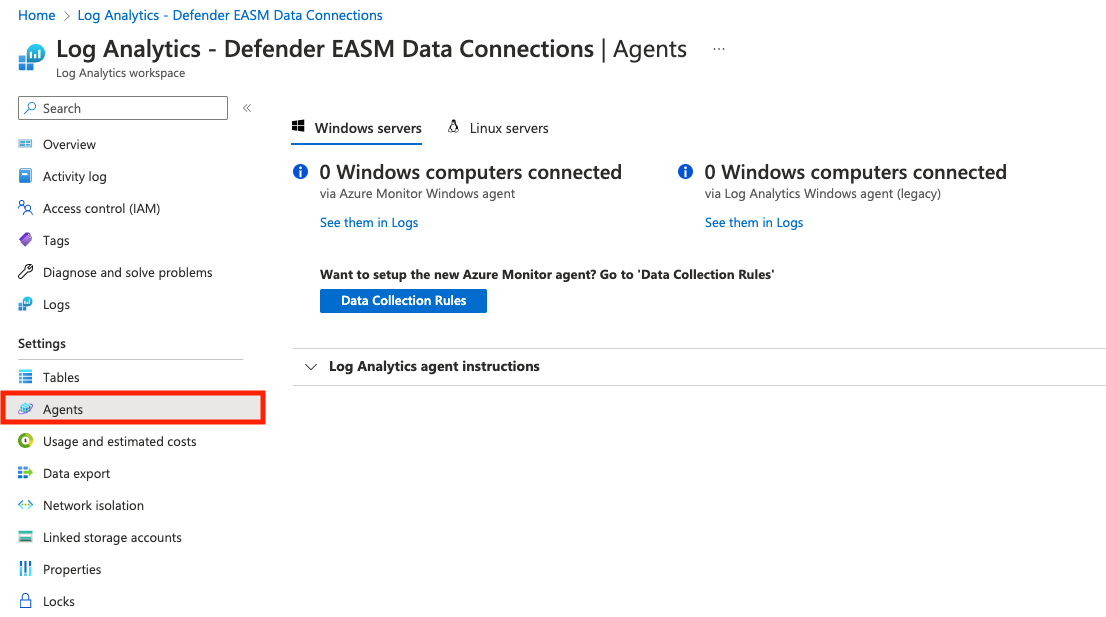 Home > Log Analytics - Defender EASM Data Connections
Log Analytics - Defender EASM Data Connections | Agents ...
Log Analytics workspace
Search «
Overview
Activity log
Access control (IAM)
Tags
Diagnose and solve problems
Logs
Settings
Tables
Agents
Usage and estimated costs
Data export
Network isolation
Linked storage accounts
Properties
Locks
Windows servers Linux servers
0 Windows computers connected
via Azure Monitor Windows agent
See them in Logs
0 Windows computers connected
via Log Analytics Windows agent (legacy)
See them in Logs
Want to setup the new Azure Monitor agent? Go to 'Data Collection Rules'
Data Collection Rules
Log Analytics agent instructions